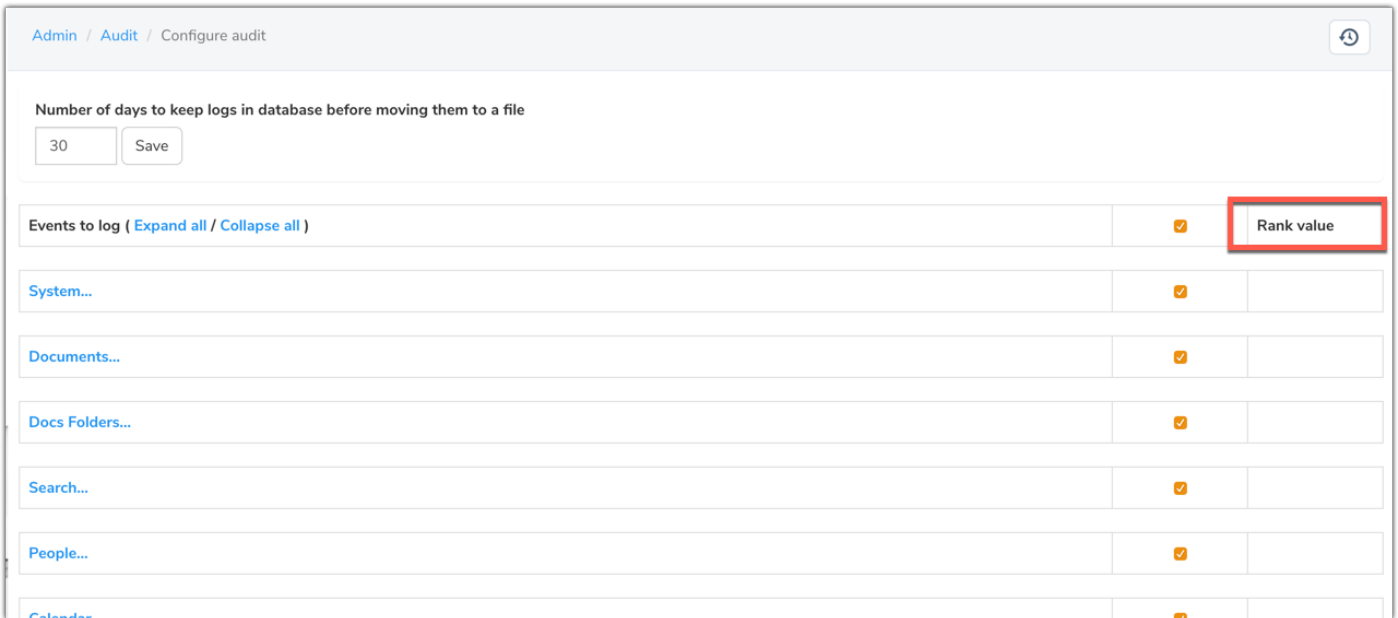 Admin / Audit / Configure audit
Number of days to keep logs in database before moving them to a file
30 Save
Events to log ( Expand all / Collapse all ) Rank value
System...
Documents...
Docs Folders...
Search...
People...
Calendar